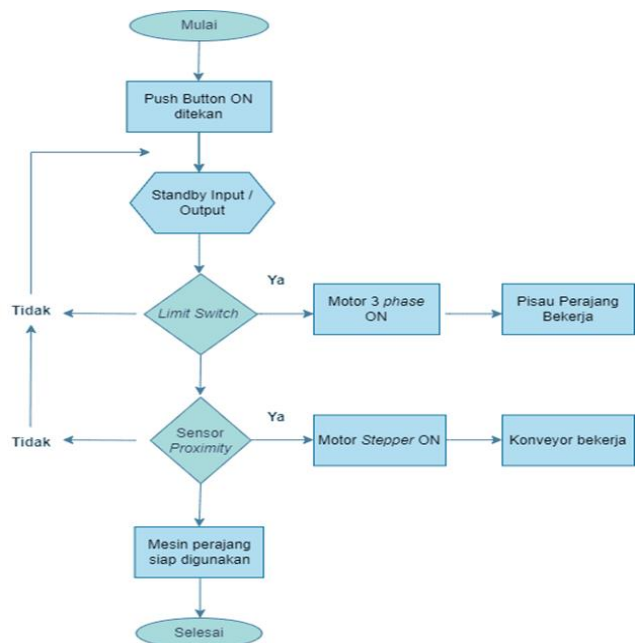 Mulai
Push Button ON
ditekan
Standby Input /
Output
Ya
Tidak
Limit Switch
Motor 3 phase
ON
Pisau Perajang
Bekerja
Ya
Tidak
Sensor
Proximity
Motor Stepper ON
Konveyor bekerja
Mesin perajang
siap digunakan
Selesai